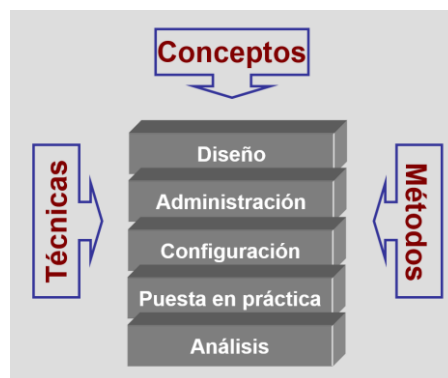 Conceptos
Técnicas
Métodos
Diseño
Administración
Configuración
Puesta en práctica
Análisis